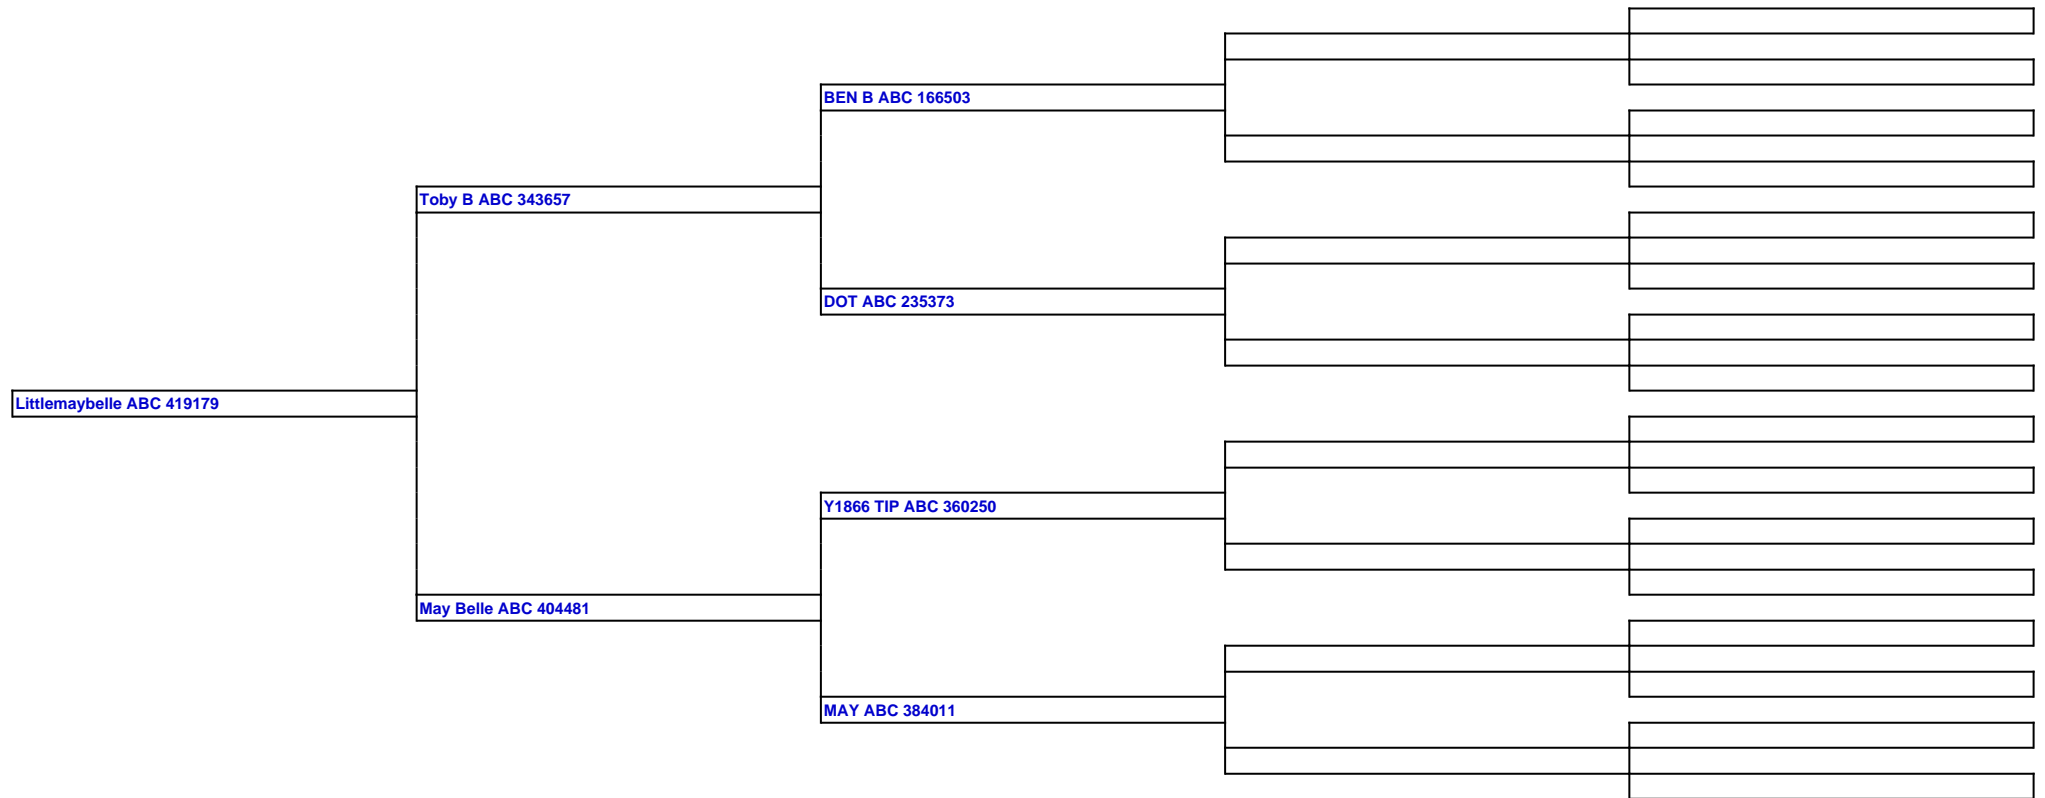 BEN B ABC 166503
Toby B ABC 343657
DOT ABC 235373
Littlemaybelle ABC 419179
Y1866 TIP ABC 360250
May Belle ABC 404481
MAY ABC 384011